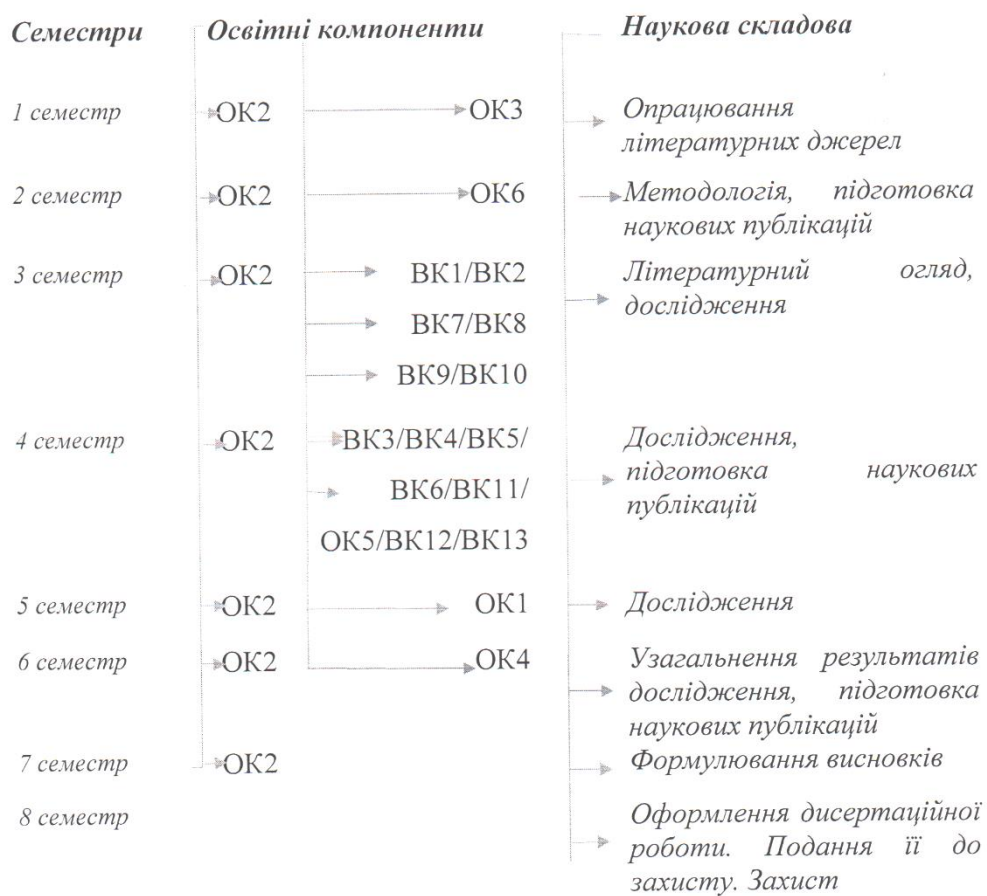 Семестри Освітні компоненти Наукова складова
1 семестр ОК2 ОК3 Опрацювання
літературних джерел
2 семестр ОК2 ОК6 Методологія, підготовка
наукових публікацій
3 семестр ОК2 ВК1/ВК2 Літературний огляд,
дослідження
ВК7/ВК8
ВК9/ВК10
4 семестр ОК2 ВК3/ВК4/ВК5/ Дослідження,
підготовка наукових
ВК6/ВК11/
публікацій
ОК5/ВК12/ВК13
5 семестр ОК2 ОК1 Дослідження
6 семестр ОК2 ОК4 Узагальнення результатів
дослідження, підготовка
наукових публікацій
7 семестр ОК2 Формулювання висновків
8 семестр Оформлення дисертаційної
роботи. Подання її до
захисту. Захист